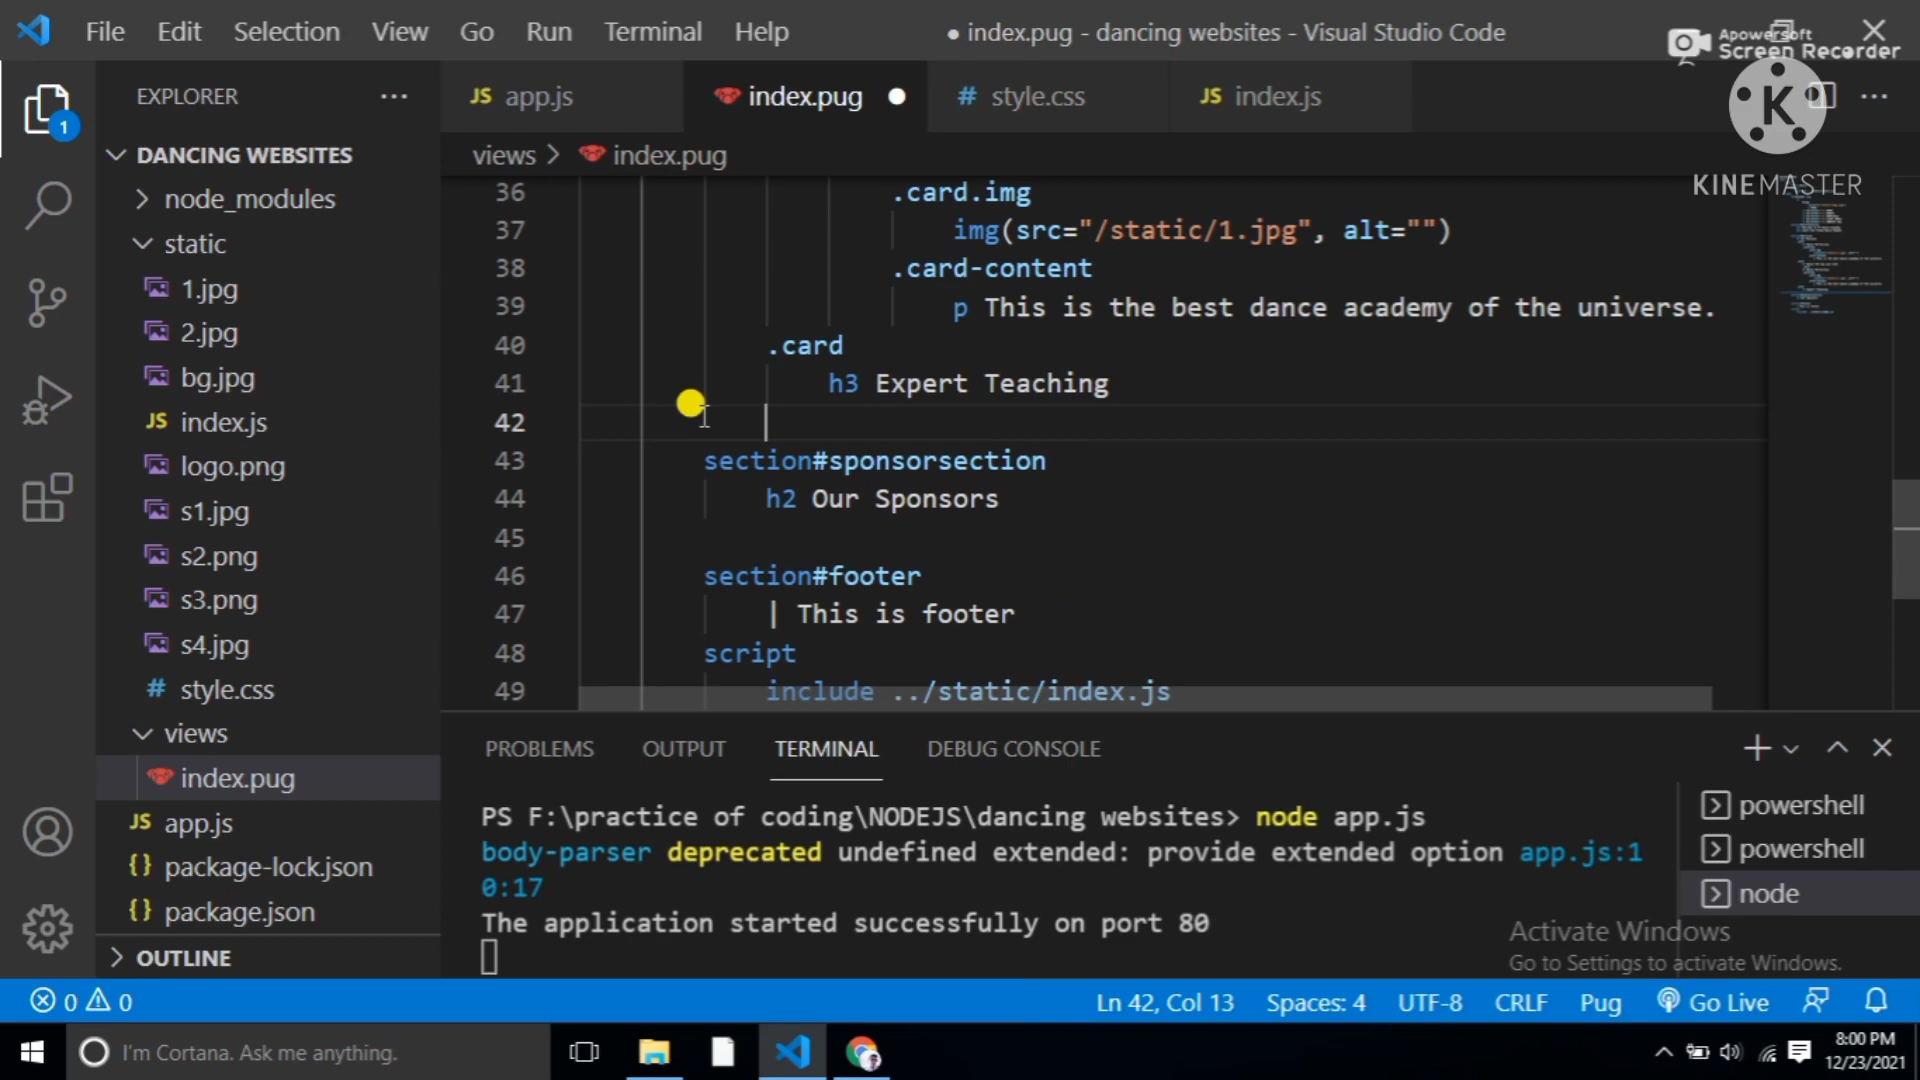 File Edit Selection View Go Run Terminal Help
● index.pug - dancing websites - Visual Studio Code
Apowersoft
Screen Recorder
K
KINEMASTER
EXPLORER ...
JS app.js
index.pug ●
# style.css
JS index.js
...
1
DANCING WEBSITES
views > index.pug
node_modules
static
1.jpg
2.jpg
bg.jpg
JS index.js
logo.png
s1.jpg
s2.png
s3.png
s4.jpg
# style.css
views
index.pug
JS app.js
{} package-lock.json
{} package.json
OUTLINE
36 .card.img
37 img(src="/static/1.jpg", alt="")
38 .card-content
39 p This is the best dance academy of the universe.
40 .card
41 h3 Expert Teaching
42
43 section#sponsorsection
44 h2 Our Sponsors
45
46 section#footer
47 | This is footer
48 script
49 include ../static/index.js
PROBLEMS OUTPUT TERMINAL DEBUG CONSOLE
PS F:\practice of coding\NODEJS\dancing websites> node app.js
body-parser deprecated undefined extended: provide extended option app.js:1
0:17
The application started successfully on port 80
powershell
powershell
node
Activate Windows
Go to Settings to activate Windows.
0 0
Ln 42, Col 13 Spaces: 4 UTF-8 CRLF Pug Go Live
I'm Cortana. Ask me anything.
8:00 PM
12/23/2021